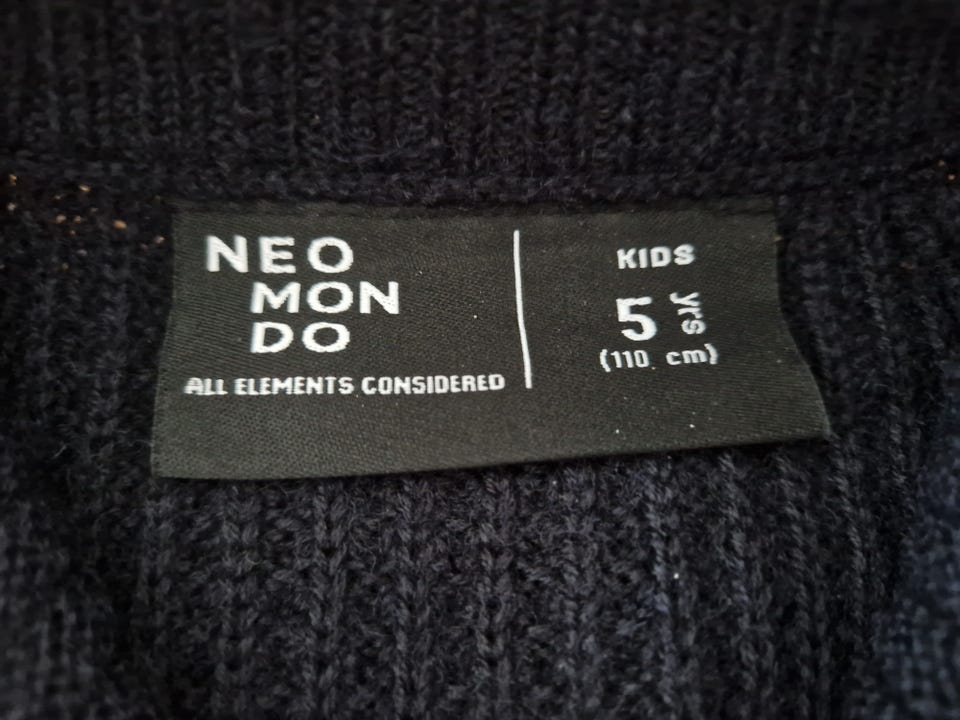 NEO
MON
DO
ALL ELEMENTS CONSIDERED
KIDS
5 yrs
(110 cm)